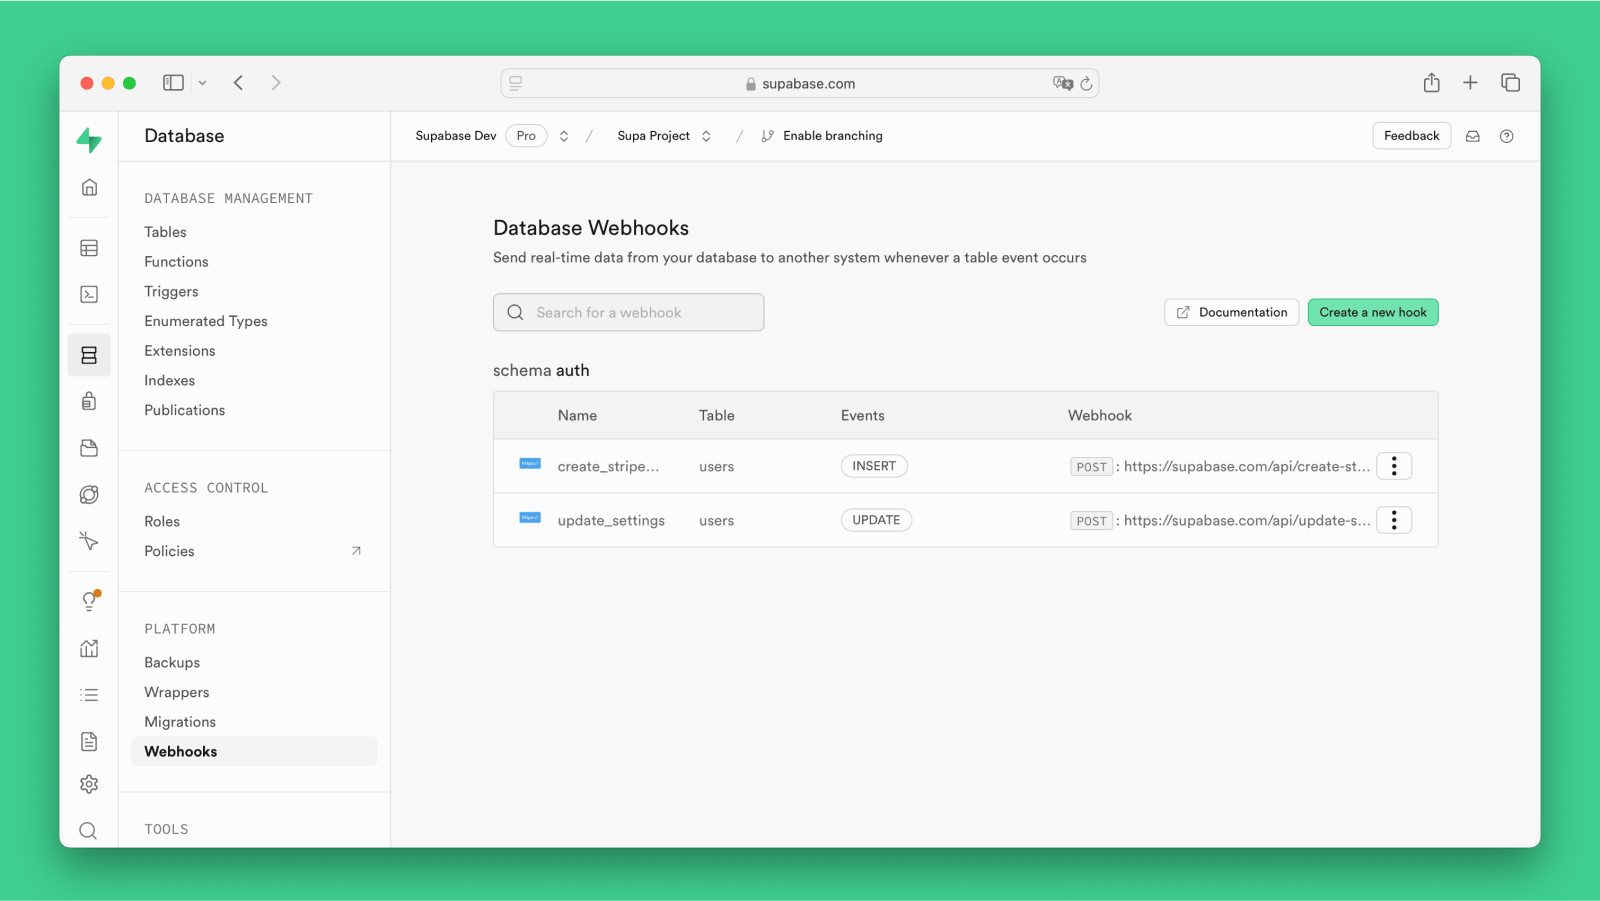 supabase.com
Database
Supabase Dev Pro / Supa Project / Enable branching
Feedback
DATABASE MANAGEMENT
Tables
Functions
Triggers
Enumerated Types
Extensions
Indexes
Publications
ACCESS CONTROL
Roles
Policies
PLATFORM
Backups
Wrappers
Migrations
Webhooks
TOOLS
Database Webhooks
Send real-time data from your database to another system whenever a table event occurs
Search for a webhook
Documentation
Create a new hook
schema auth
Name Table Events Webhook
create_stripe... users INSERT POST : https://supabase.com/api/create-st...
update_settings users UPDATE POST : https://supabase.com/api/update-s...